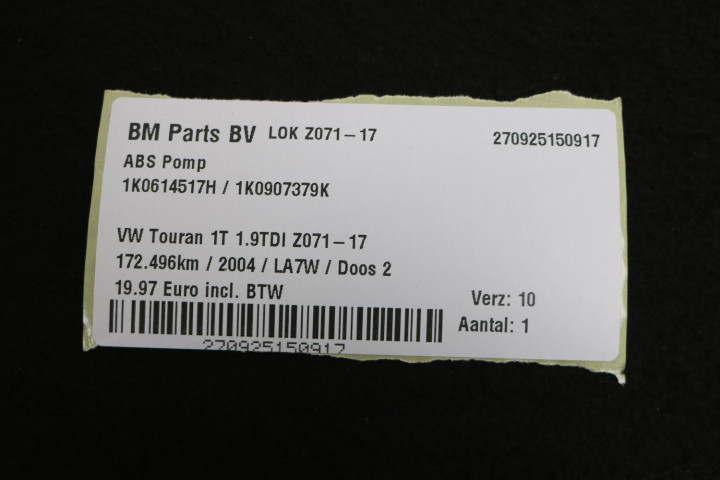 BM Parts BV LOK Z071-17 270925150917
ABS Pomp
1K0614517H / 1K0907379K
VW Touran 1T 1.9TDI Z071-17
172.496km / 2004 / LA7W / Doos 2
19.97 Euro incl. BTW Verz: 10
Aantal: 1
270925150917